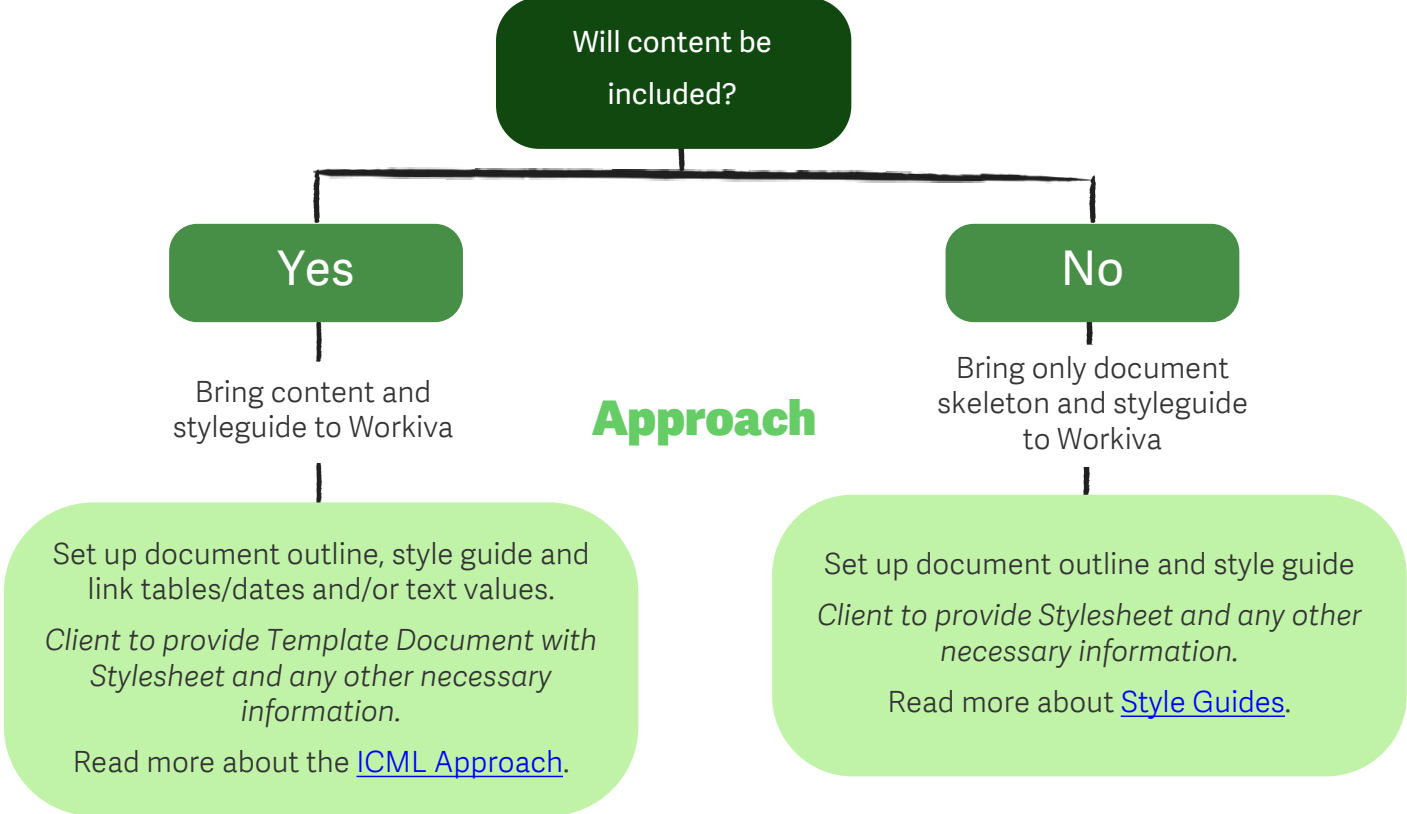 Will content be
included?
Yes
No
Bring content and
styleguide to Workiva
Approach
Bring only document
skeleton and styleguide
to Workiva
Set up document outline, style guide and
link tables/dates and/or text values.
Client to provide Template Document with
Stylesheet and any other necessary
information.
Read more about the ICML Approach.
Set up document outline and style guide
Client to provide Stylesheet and any other
necessary information.
Read more about Style Guides.